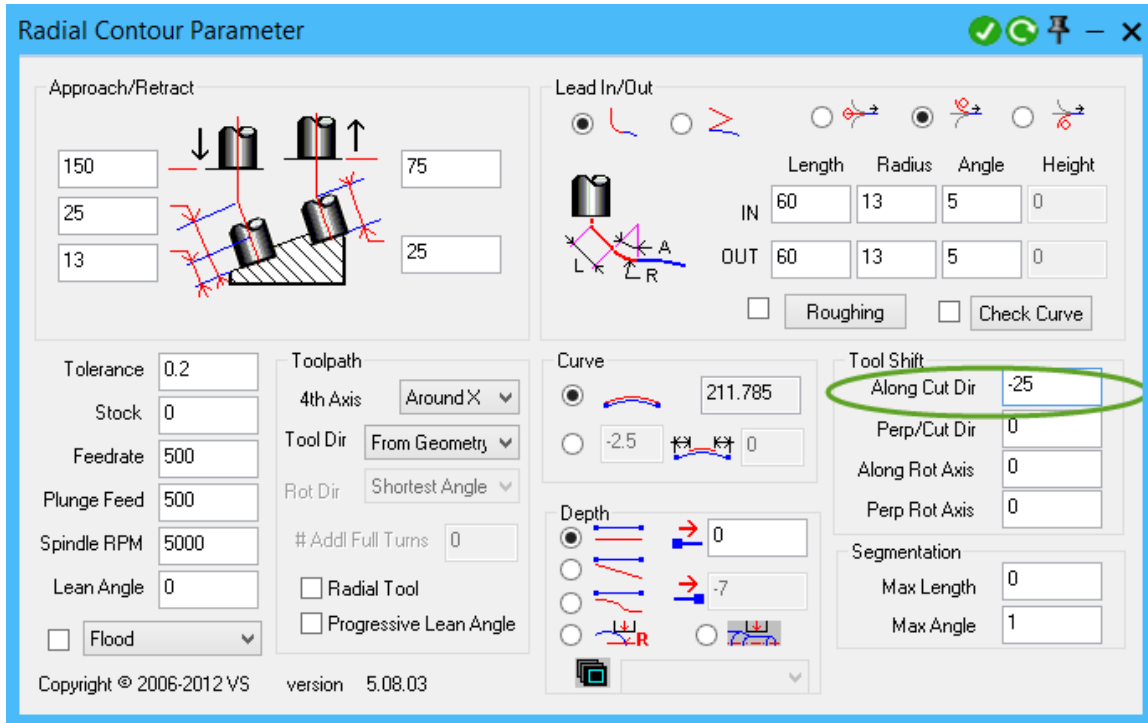 Radial Contour Parameter
Approach/Retract
150
25
13
75
25
Lead In/Out
Length Radius Angle Height
IN 60 13 5 0
OUT 60 13 5 0
L A R
Roughing Check Curve
Tolerance 0.2
Stock 0
Feedrate 500
Plunge Feed 500
Spindle RPM 5000
Lean Angle 0
Flood
Toolpath
4th Axis Around X
Tool Dir From Geometry
Rot Dir Shortest Angle
# Addl Full Turns 0
Radial Tool
Progressive Lean Angle
Curve
211.785
-2.5 0
Depth
0
-7
R
Tool Shift
Along Cut Dir -25
Perp/Cut Dir 0
Along Rot Axis 0
Perp Rot Axis 0
Segmentation
Max Length 0
Max Angle 1
Copyright © 2006-2012 VS version 5.08.03